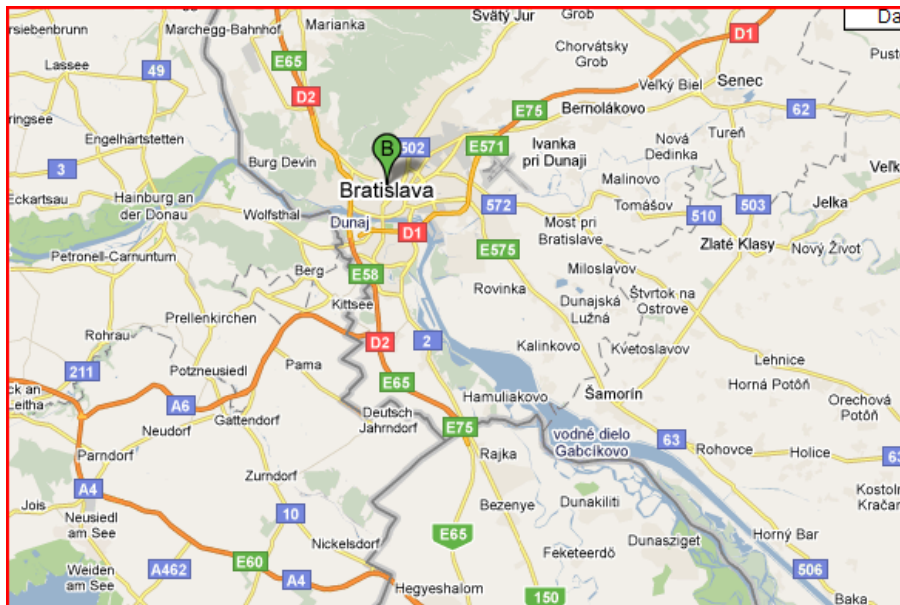 Marianka
Svätý Jur
Grob
Da
rsiebenbrunn
Marchegg-Bahnhof
D1
Chorvátsky
Grob
Pusté
Lassee
49
E65
Veľký Biel
Senec
D2
E75
Bernolákovo
62
ringsee
Engelhartstetten
B
502
E571
Ivanka
pri Dunaji
Nová
Dedinka
Tureň
3
Burg Devin
Malinovo
Veľk
Eckartsau
Hainburg an
der Donau
Wolfsthal
Bratislava
572
Tomášov
510
503
Jelka
Dunaj
D1
Most pri
Bratislave
Zlaté Klasy
Nový Život
Petronell-Carnuntum
Berg
E58
E575
Miloslavov
Kittsee
Rovinka
Dunajská
Lužná
Štvrtok na
Ostrove
Prellenkirchen
Rohrau
D2
2
Kalinkovo
Kvetoslavov
Lehnice
211
Potzneusiedl
Pama
ck an
Leitha
E65
Šamorín
Horná Potôň
Orechová
Potôň
A6
Hamuliakovo
Neudorf
Gattendorf
Deutsch
Jahrndorf
E75
vodné dielo
Gabcíkovo
63
Rohovce
Holice
63
Parndorf
Rajka
Zurndorf
A4
Jois
Bezenye
Dunakiliti
Kostoln
Kračan
Neusiedl
am See
10
Nickelsdorf
E65
Dunasziget
Horný Bar
Feketeerdő
Weiden
am See
A462
E60
A4
Hegyeshalom
150
506
Baka